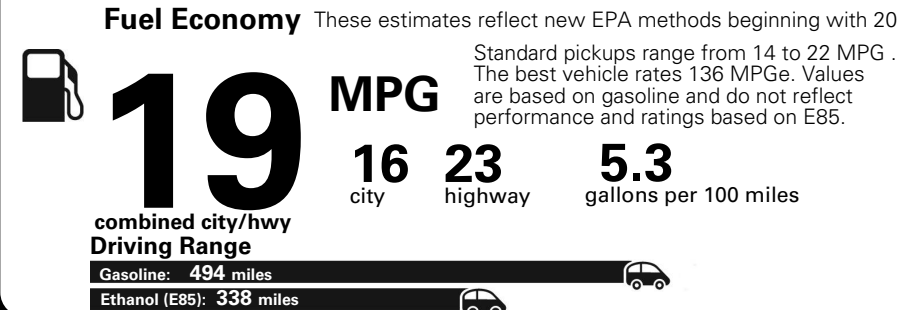 Fuel Economy These estimates reflect new EPA methods beginning with 20
Standard pickups range from 14 to 22 MPG .
The best vehicle rates 136 MPGe. Values
are based on gasoline and do not reflect
performance and ratings based on E85.
19 MPG
16 23 5.3
city highway gallons per 100 miles
combined city/hwy
Driving Range
Gasoline: 494 miles
Ethanol (E85): 338 miles